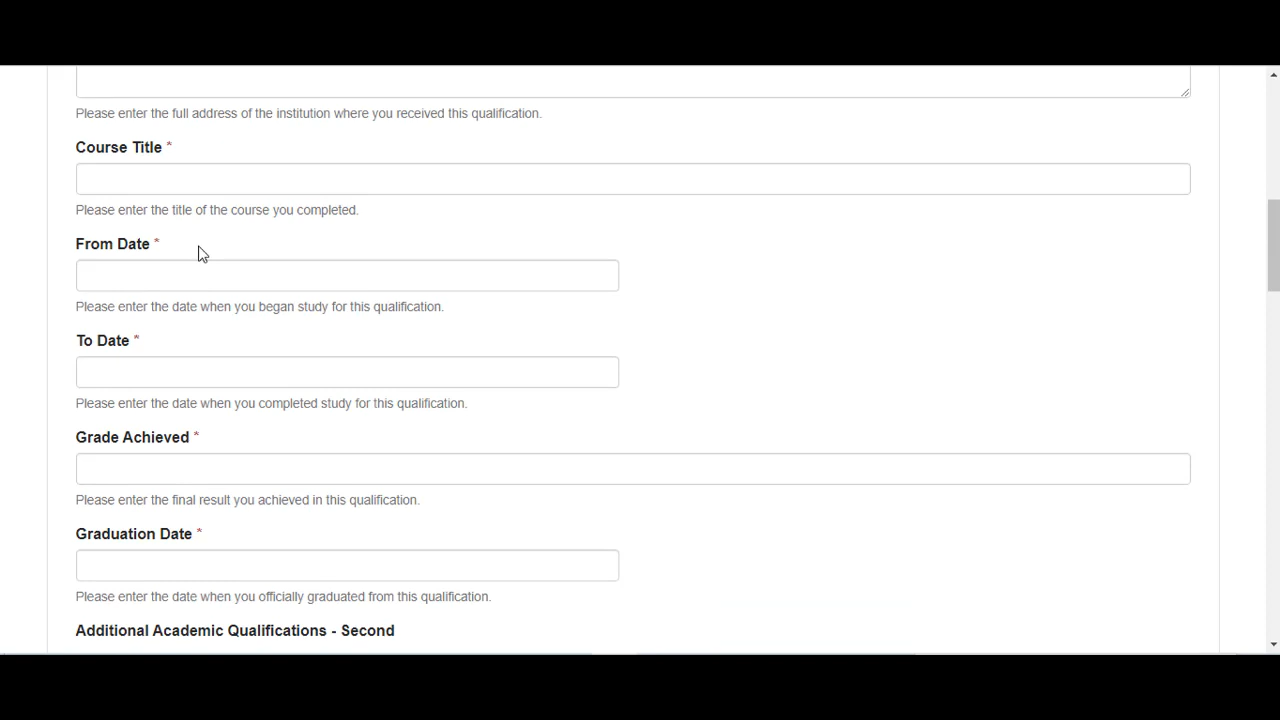 Please enter the full address of the institution where you received this qualification.
Course Title *
Please enter the title of the course you completed.
From Date *
Please enter the date when you began study for this qualification.
To Date *
Please enter the date when you completed study for this qualification.
Grade Achieved *
Please enter the final result you achieved in this qualification.
Graduation Date *
Please enter the date when you officially graduated from this qualification.
Additional Academic Qualifications - Second